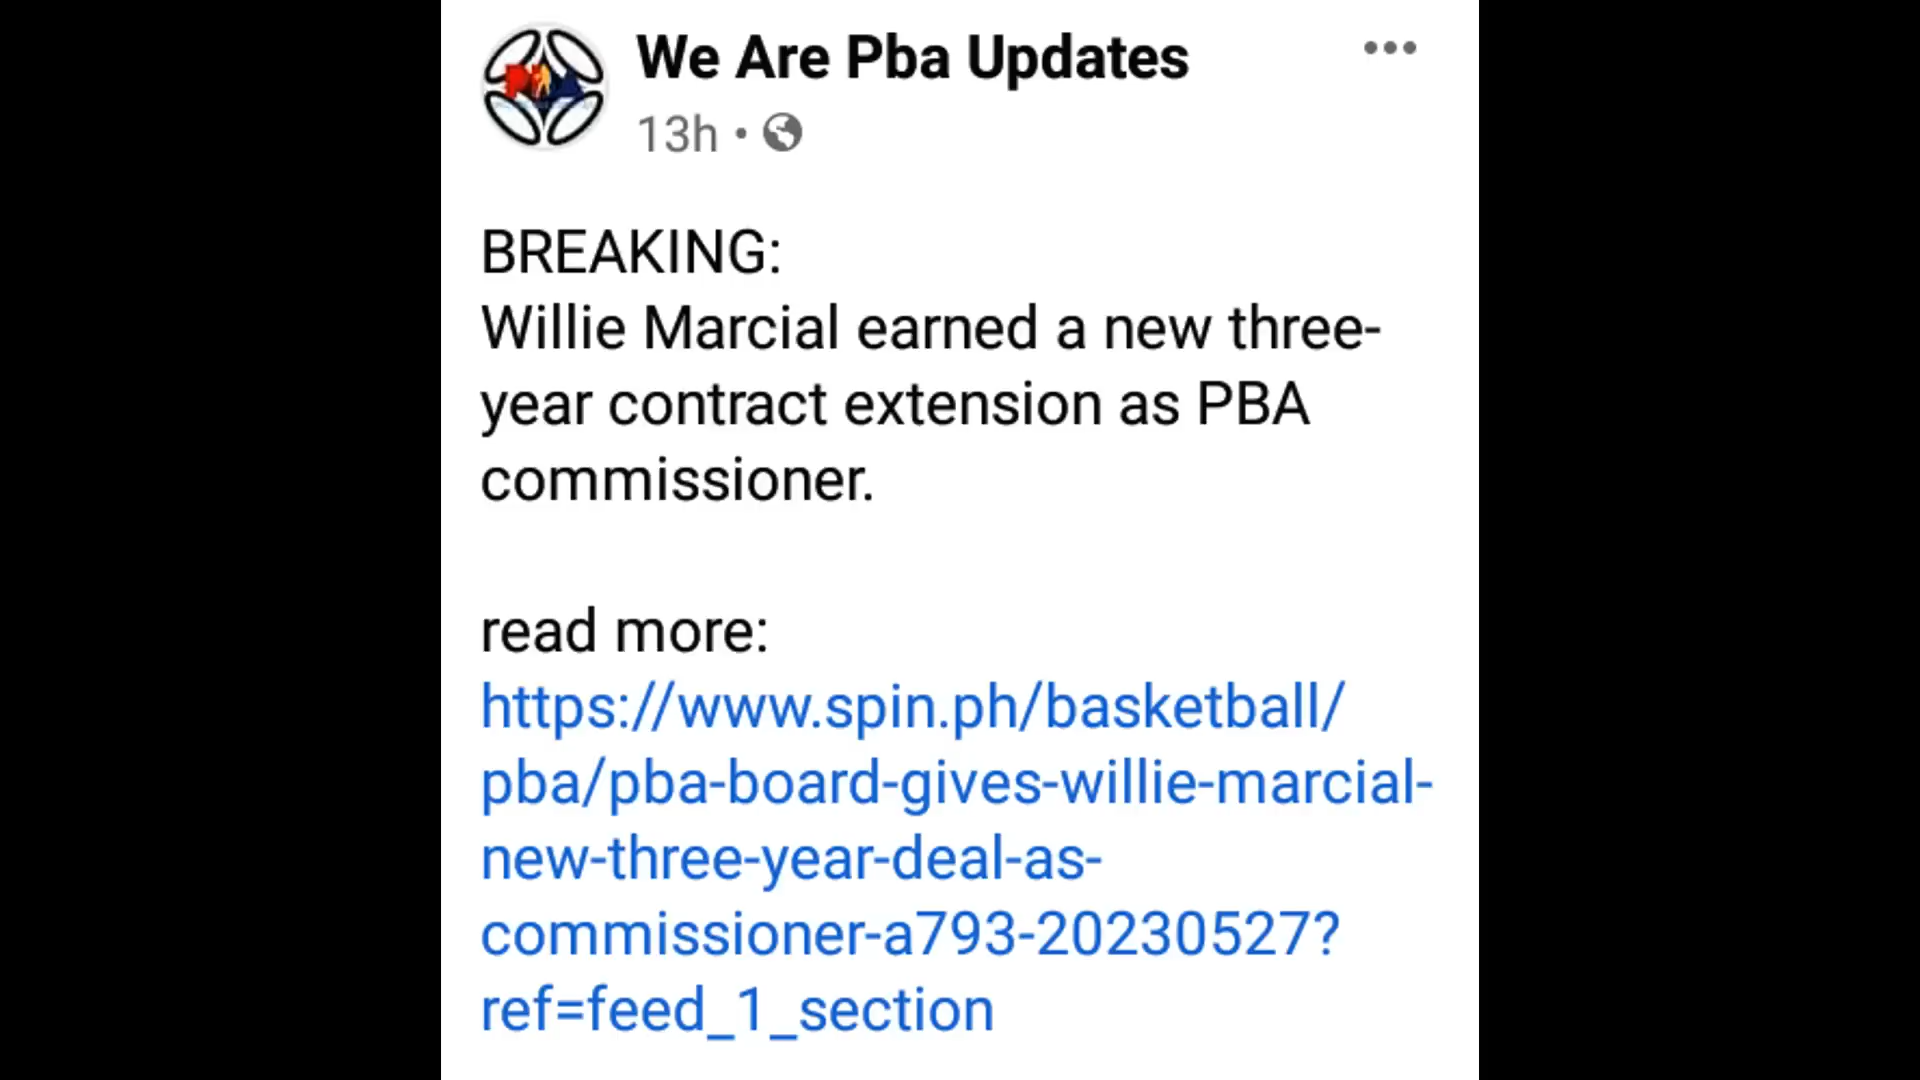 We Are Pba Updates
13h •
BREAKING:
Willie Marcial earned a new three-
year contract extension as PBA
commissioner.
read more:
https://www.spin.ph/basketball/
pba/pba-board-gives-willie-marcial-
new-three-year-deal-as-
commissioner-a793-20230527?
ref=feed_1_section